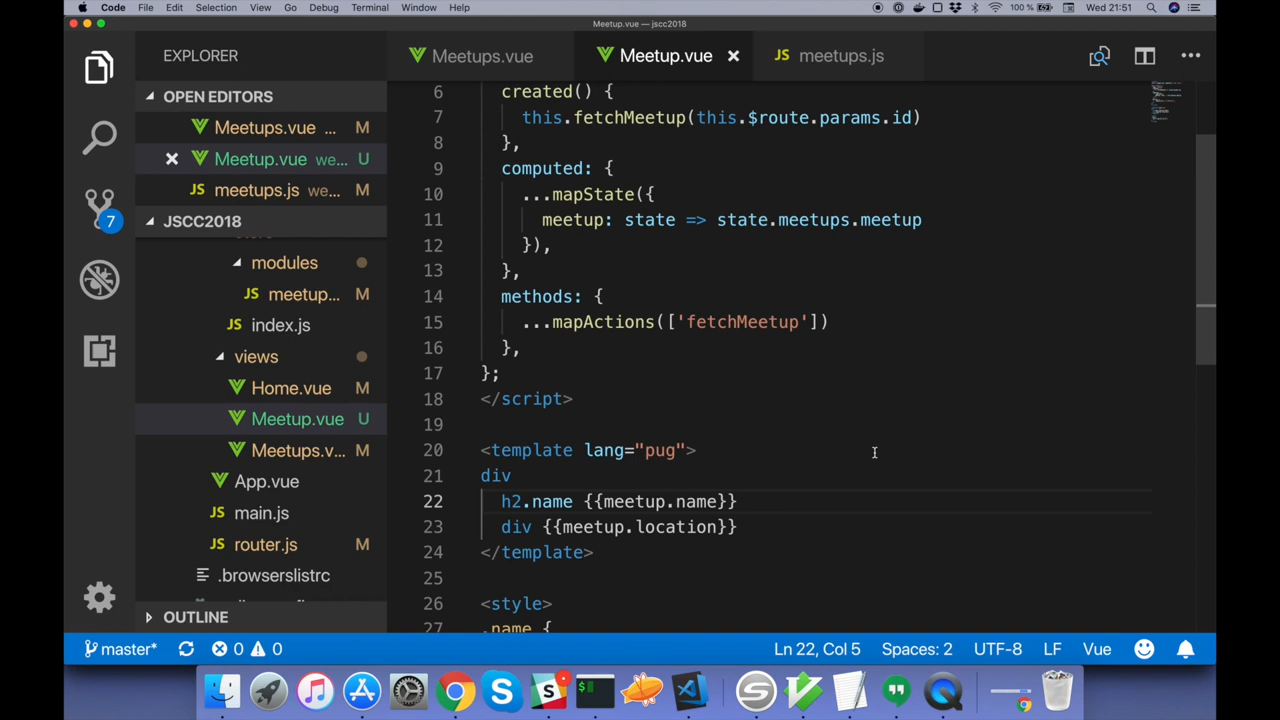 Code File Edit Selection View Go Debug Terminal Window Help 100 % Wed 21:51
Meetup.vue — jscc2018
EXPLORER
OPEN EDITORS
Meetups.vue ... M
Meetup.vue we... U
meetups.js we... M
JSCC2018
modules
meetup... M
index.js
views
Home.vue M
Meetup.vue U
Meetups.v... M
App.vue
main.js
router.js M
.browserslistrc
OUTLINE
7
Meetups.vue Meetup.vue meetups.js
6 created() {
7 this.fetchMeetup(this.$route.params.id)
8 },
9 computed: {
10 ...mapState({
11 meetup: state => state.meetups.meetup
12 }),
13 },
14 methods: {
15 ...mapActions(['fetchMeetup'])
16 },
17 };
18 </script>
19
20 <template lang="pug">
21 div
22 h2.name {{meetup.name}}
23 div {{meetup.location}}
24 </template>
25
26 <style>
27 .name {
master* 0 0 Ln 22, Col 5 Spaces: 2 UTF-8 LF Vue